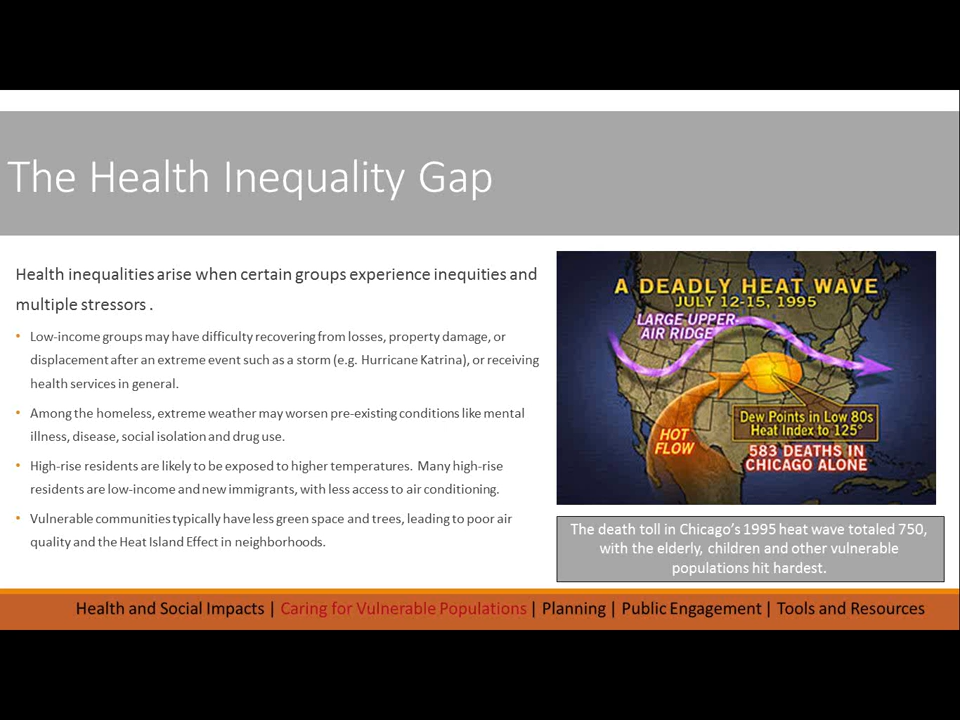 The Health Inequality Gap
Health inequalities arise when certain groups experience inequities and
multiple stressors .
• Low-income groups may have difficulty recovering from losses, property damage, or
displacement after an extreme event such as a storm (e.g. Hurricane Katrina), or receiving
health services in general.
• Among the homeless, extreme weather may worsen pre-existing conditions like mental
illness, disease, social isolation and drug use.
• High-rise residents are likely to be exposed to higher temperatures. Many high-rise
residents are low-income and new immigrants, with less access to air conditioning.
• Vulnerable communities typically have less green space and trees, leading to poor air
quality and the Heat Island Effect in neighborhoods.
A DEADLY HEAT WAVE
JULY 12-15, 1995
LARGE UPPER-
AIR RIDGE
Dew Points in Low 80s
Heat Index to 125°
HOT
FLOW
583 DEATHS IN
CHICAGO ALONE
The death toll in Chicago's 1995 heat wave totaled 750,
with the elderly, children and other vulnerable
populations hit hardest.
Health and Social Impacts | Caring for Vulnerable Populations | Planning | Public Engagement | Tools and Resources